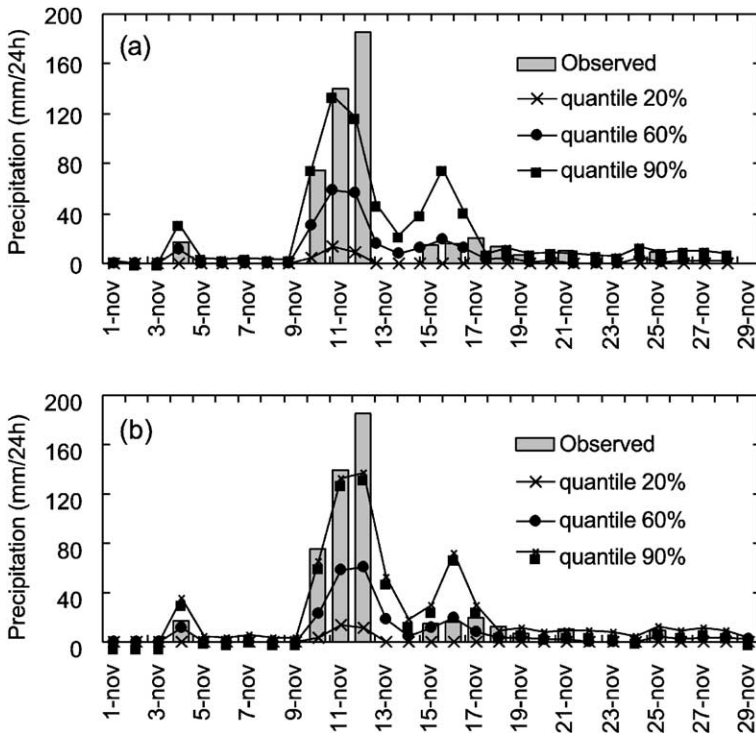 200
160
120
80
40
0
Precipitation (mm/24h)
(a)
Observed
quantile 20%
quantile 60%
quantile 90%
1-nov
3-nov
5-nov
7-nov
9-nov
11-nov
13-nov
15-nov
17-nov
19-nov
21-nov
23-nov
25-nov
27-nov
29-nov
200
160
120
80
40
0
Precipitation (mm/24h)
(b)
Observed
quantile 20%
quantile 60%
quantile 90%
1-nov
3-nov
5-nov
7-nov
9-nov
11-nov
13-nov
15-nov
17-nov
19-nov
21-nov
23-nov
25-nov
27-nov
29-nov